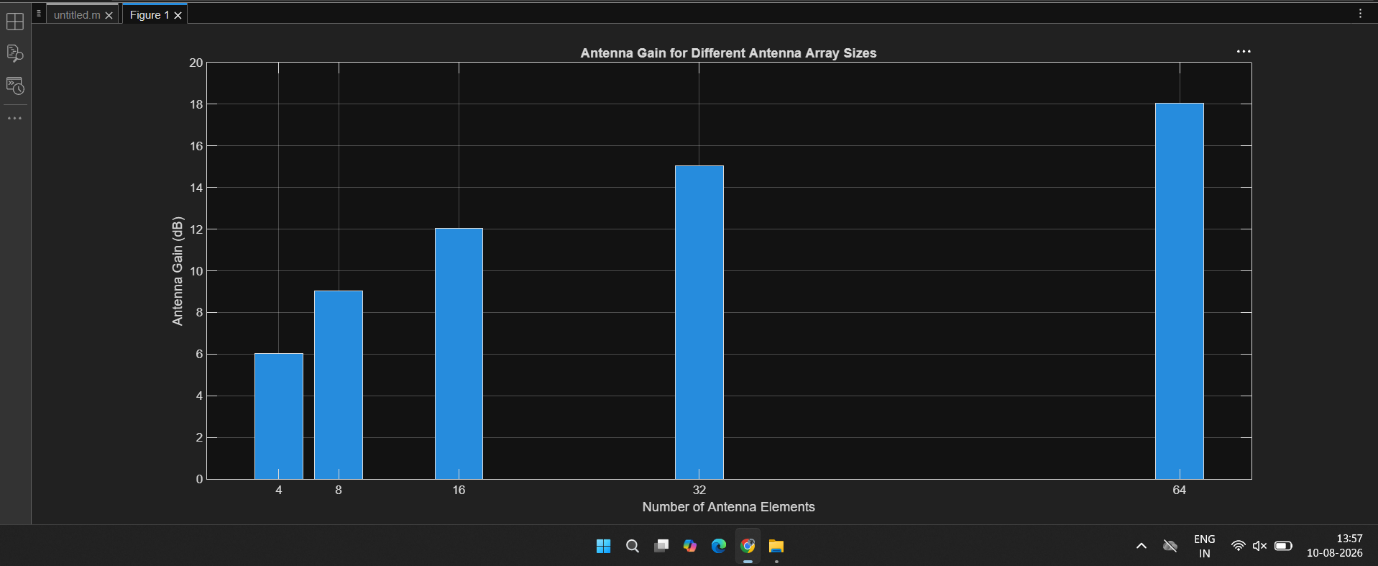 untitled.m
Figure 1
Antenna Gain for Different Antenna Array Sizes
20
18
16
14
12
10
8
6
4
2
0
Antenna Gain (dB)
4 8 16 32 64
Number of Antenna Elements
ENG
IN
13:57
10-08-2026